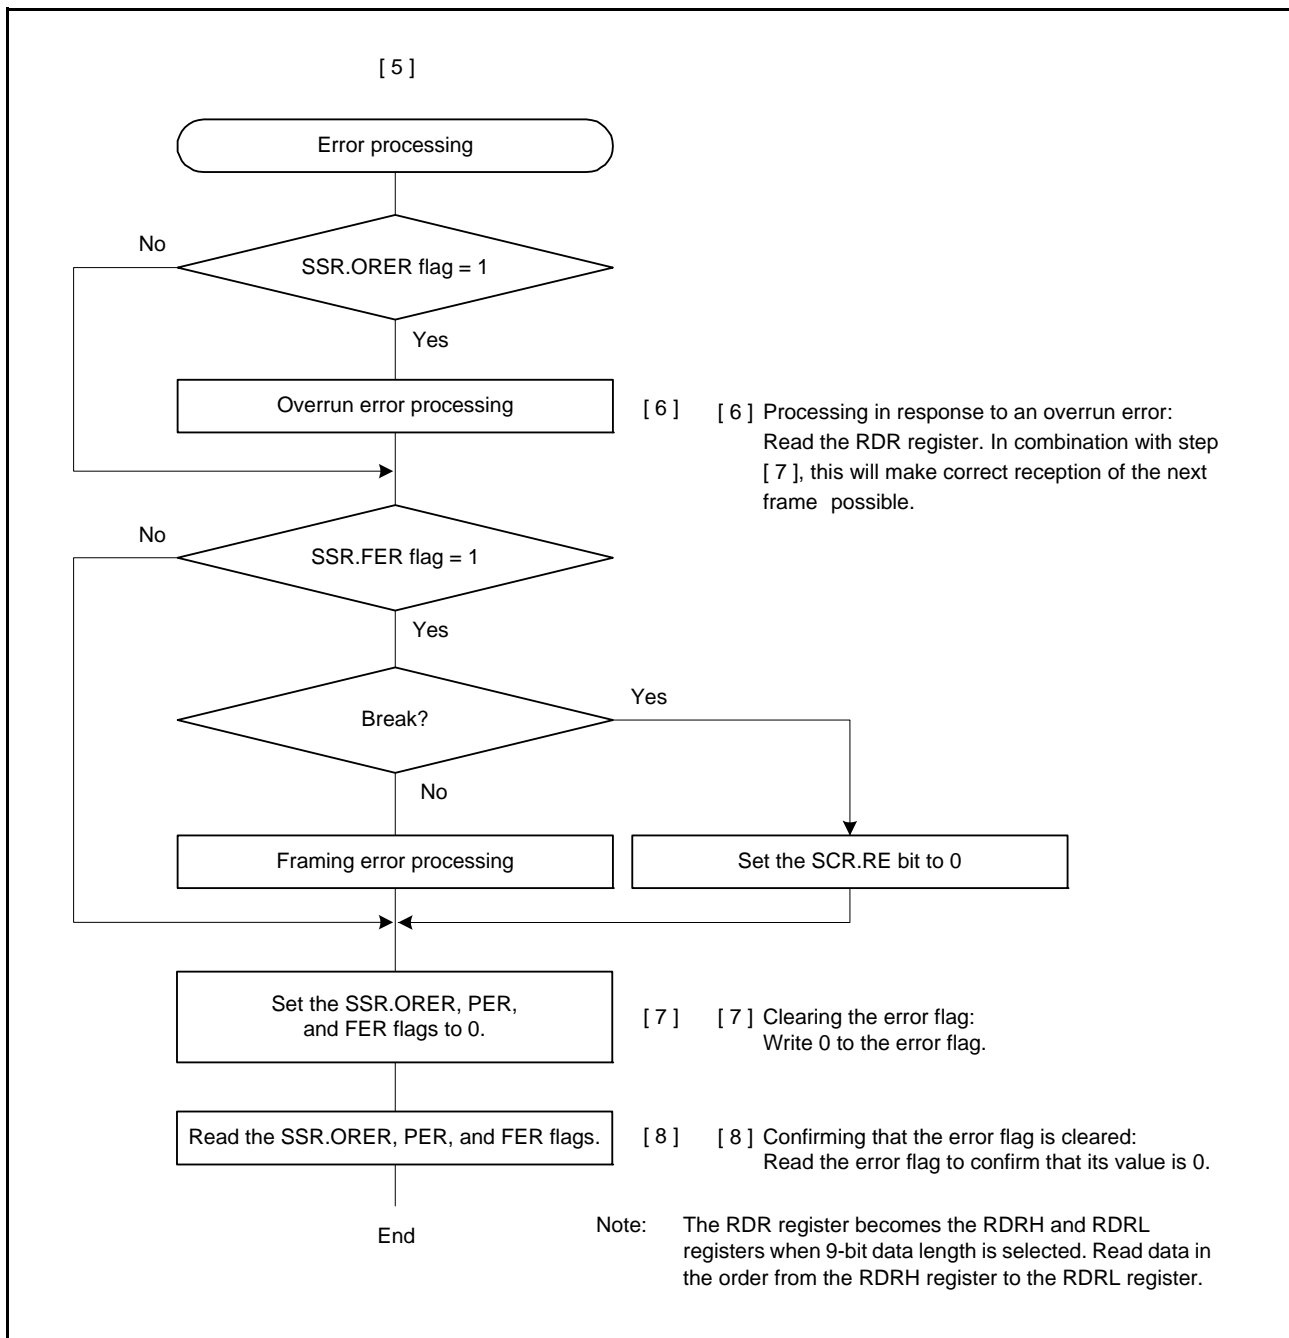 [ 5 ]
Error processing
No
SSR.ORER flag = 1
Yes
Overrun error processing
[ 6 ]
[ 6 ] Processing in response to an overrun error:
Read the RDR register. In combination with step
[ 7 ], this will make correct reception of the next
frame possible.
No
SSR.FER flag = 1
Yes
Break?
Yes
No
Framing error processing
Set the SCR.RE bit to 0
Set the SSR.ORER, PER,
and FER flags to 0.
[ 7 ]
[ 7 ] Clearing the error flag:
Write 0 to the error flag.
Read the SSR.ORER, PER, and FER flags.
[ 8 ]
[ 8 ] Confirming that the error flag is cleared:
Read the error flag to confirm that its value is 0.
End
Note: The RDR register becomes the RDRH and RDRL
registers when 9-bit data length is selected. Read data in
the order from the RDRH register to the RDRL register.